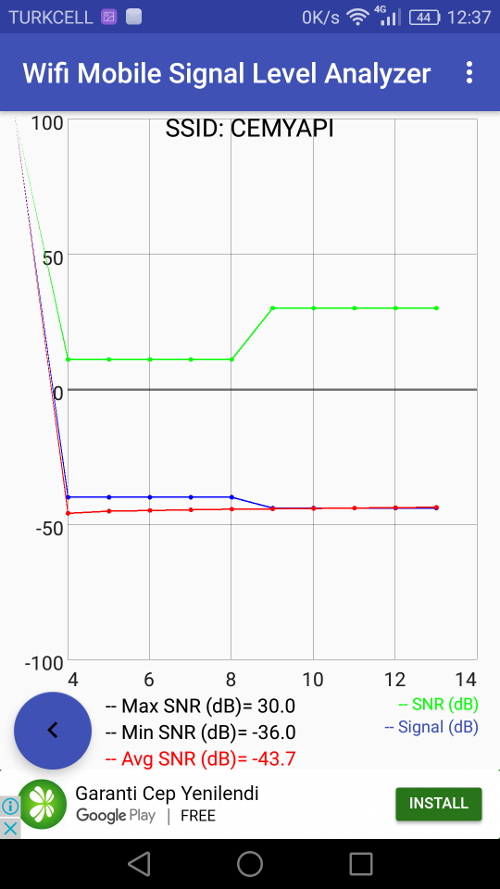 TURKCELL 0K/s 4G 44 12:37
Wifi Mobile Signal Level Analyzer
SSID: CEMYAPI
100
50
0
-50
-100
4 6 8 10 12 14
-- Max SNR (dB)= 30.0
-- Min SNR (dB)= -36.0
-- Avg SNR (dB)= -43.7
-- SNR (dB)
-- Signal (dB)
Garanti Cep Yenilendi
Google Play | FREE
INSTALL